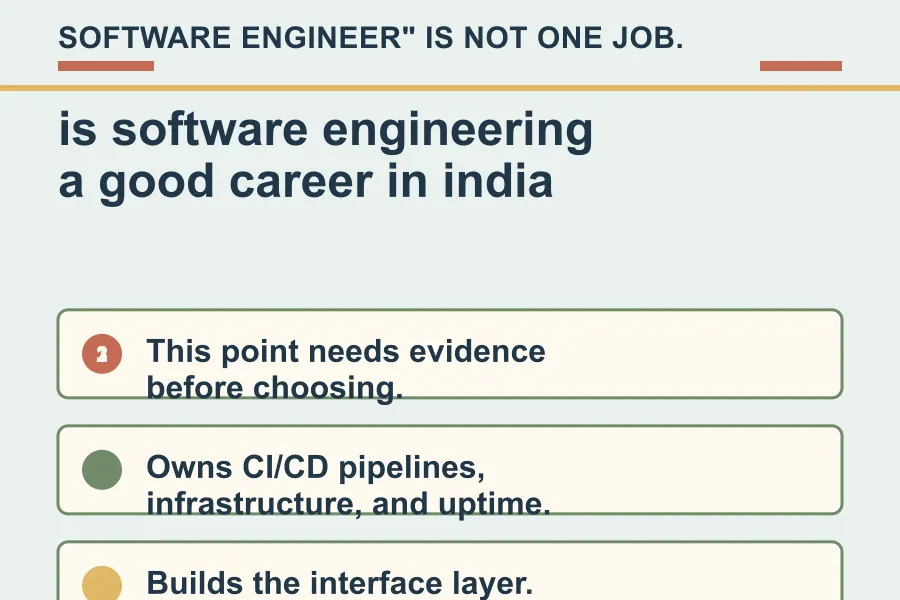 SOFTWARE ENGINEER" IS NOT ONE JOB.
is software engineering
a good career in india
This point needs evidence
before choosing.
Owns CI/CD pipelines,
infrastructure, and uptime.
Builds the interface layer.